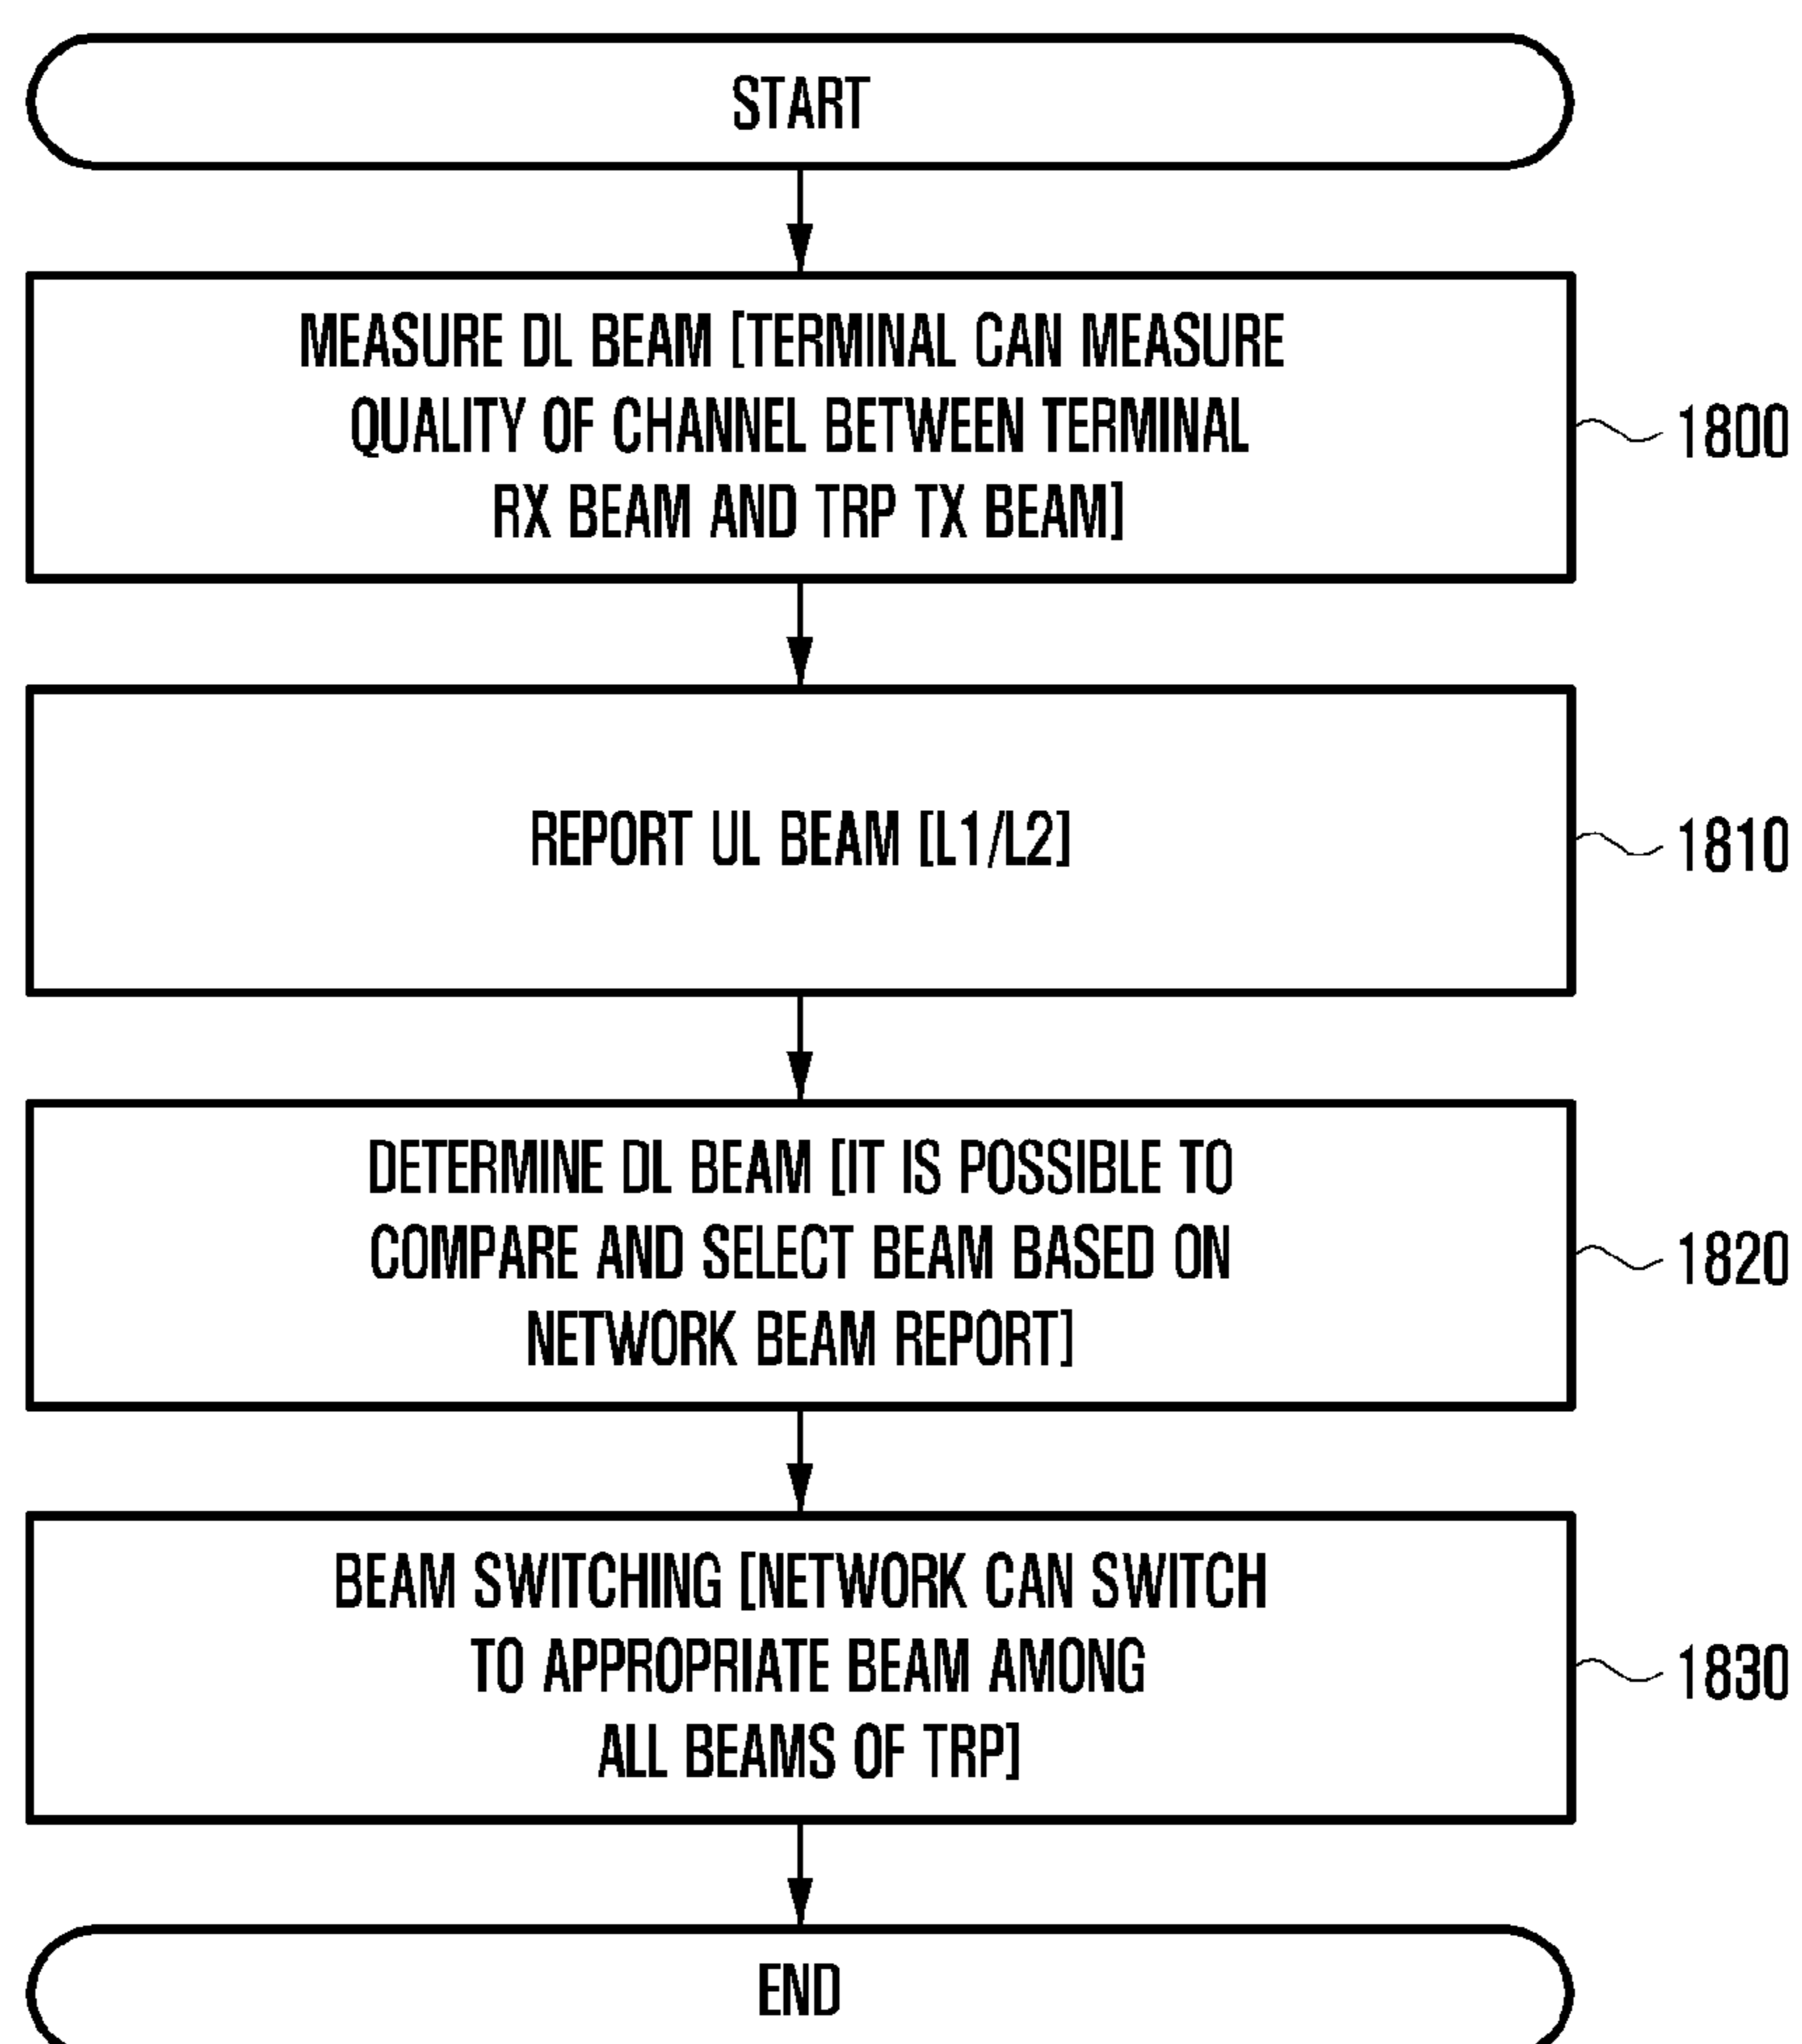 START
MEASURE DL BEAM [TERMINAL CAN MEASURE
QUALITY OF CHANNEL BETWEEN TERMINAL
RX BEAM AND TRP TX BEAM]
1800
REPORT UL BEAM [L1/L2]
1810
DETERMINE DL BEAM [IT IS POSSIBLE TO
COMPARE AND SELECT BEAM BASED ON
NETWORK BEAM REPORT]
1820
BEAM SWITCHING [NETWORK CAN SWITCH
TO APPROPRIATE BEAM AMONG
ALL BEAMS OF TRP]
1830
END